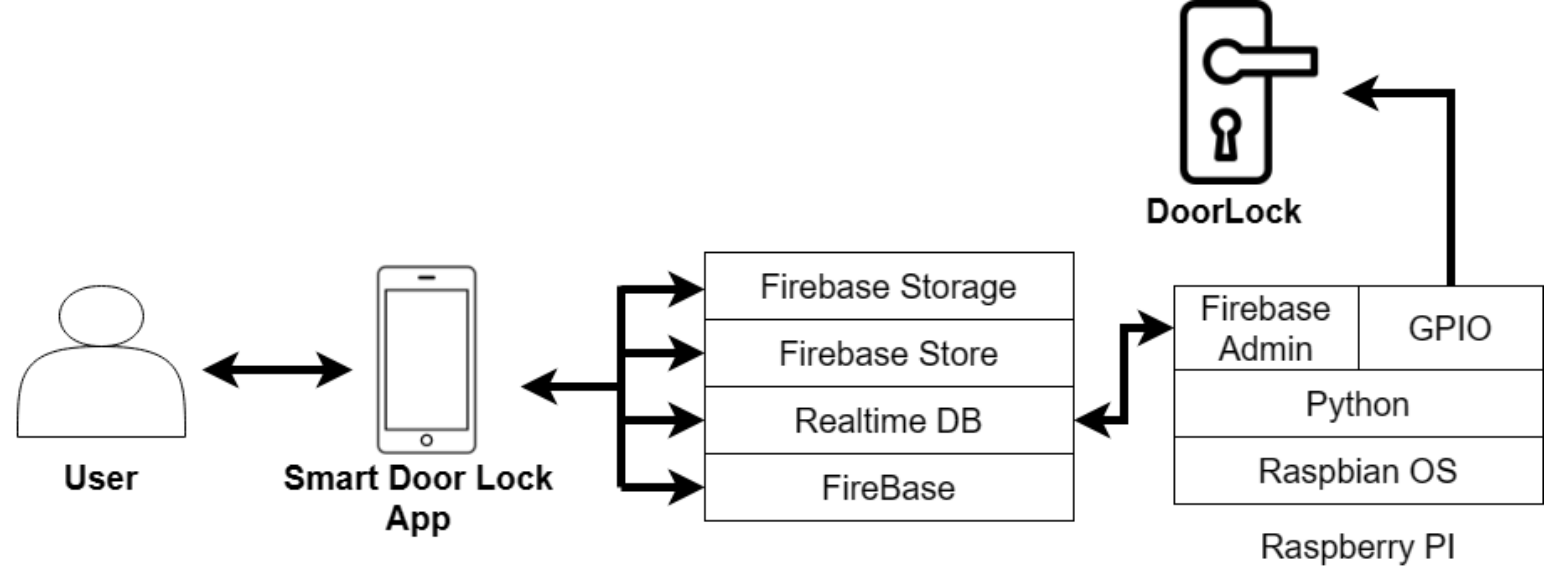 DoorLock
Firebase Storage
Firebase Store
Realtime DB
FireBase
Firebase
Admin
GPIO
Python
Raspbian OS
Raspberry PI
User
Smart Door Lock
App